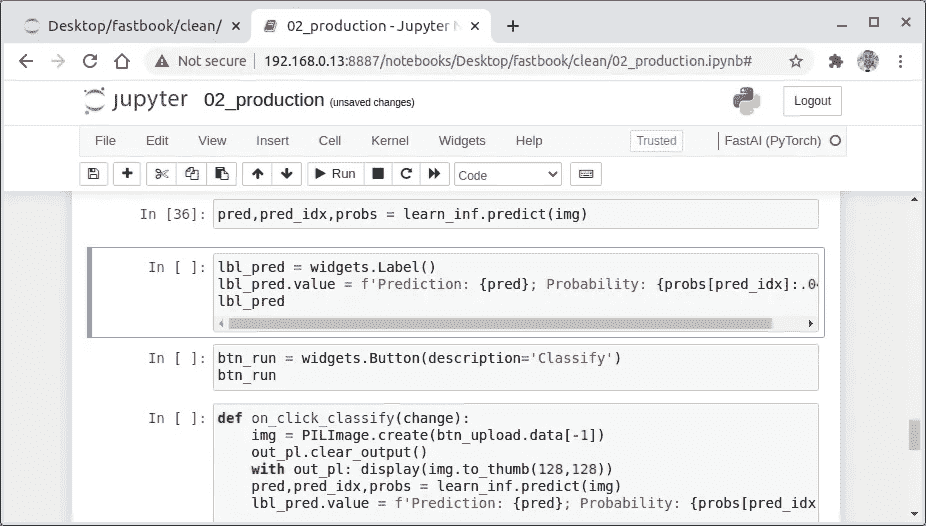 Desktop/fastbook/clean/ × 02_production - Jupyter N × +
Not secure | 192.168.0.13:8887/notebooks/Desktop/fastbook/clean/02_production.ipynb#
jupyter 02_production (unsaved changes) Logout
File Edit View Insert Cell Kernel Widgets Help Trusted FastAI (PyTorch)
Run Code
In [36]: pred,pred_idx,probs = learn_inf.predict(img)
In [ ]: lbl_pred = widgets.Label()
lbl_pred.value = f'Prediction: {pred}; Probability: {probs[pred_idx]:.04
lbl_pred
In [ ]: btn_run = widgets.Button(description='Classify')
btn_run
In [ ]: def on_click_classify(change):
    img = PILImage.create(btn_upload.data[-1])
    out_pl.clear_output()
    with out_pl: display(img.to_thumb(128,128))
    pred,pred_idx,probs = learn_inf.predict(img)
    lbl_pred.value = f'Prediction: {pred}; Probability: {probs[pred_idx